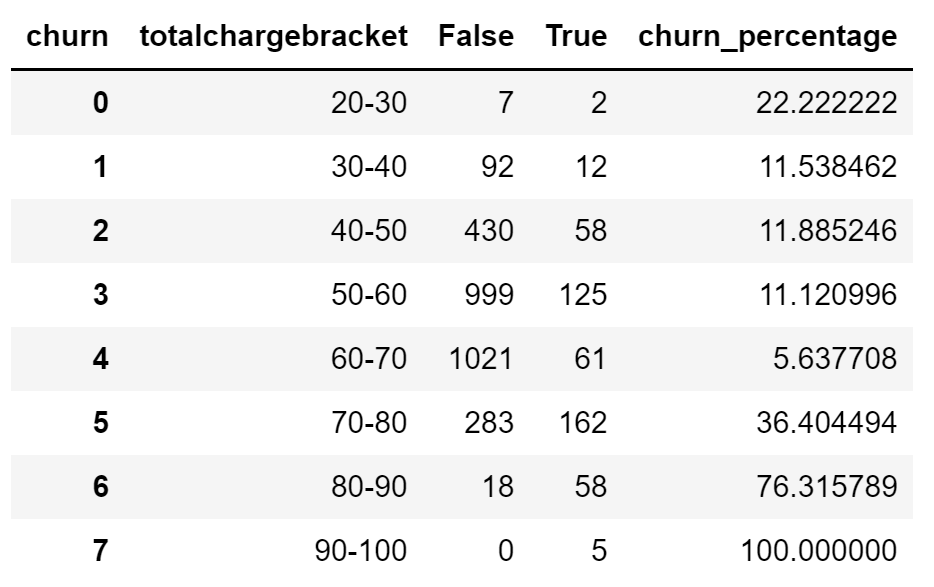 churn totalchargebracket False True churn_percentage
0 20-30 7 2 22.222222
1 30-40 92 12 11.538462
2 40-50 430 58 11.885246
3 50-60 999 125 11.120996
4 60-70 1021 61 5.637708
5 70-80 283 162 36.404494
6 80-90 18 58 76.315789
7 90-100 0 5 100.000000